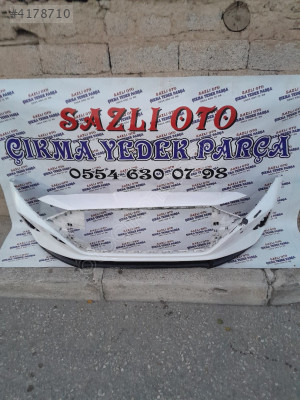 #4178710
SAZLI OTO
ÇIKMA YEDEK PARÇA
0554 630 07 98